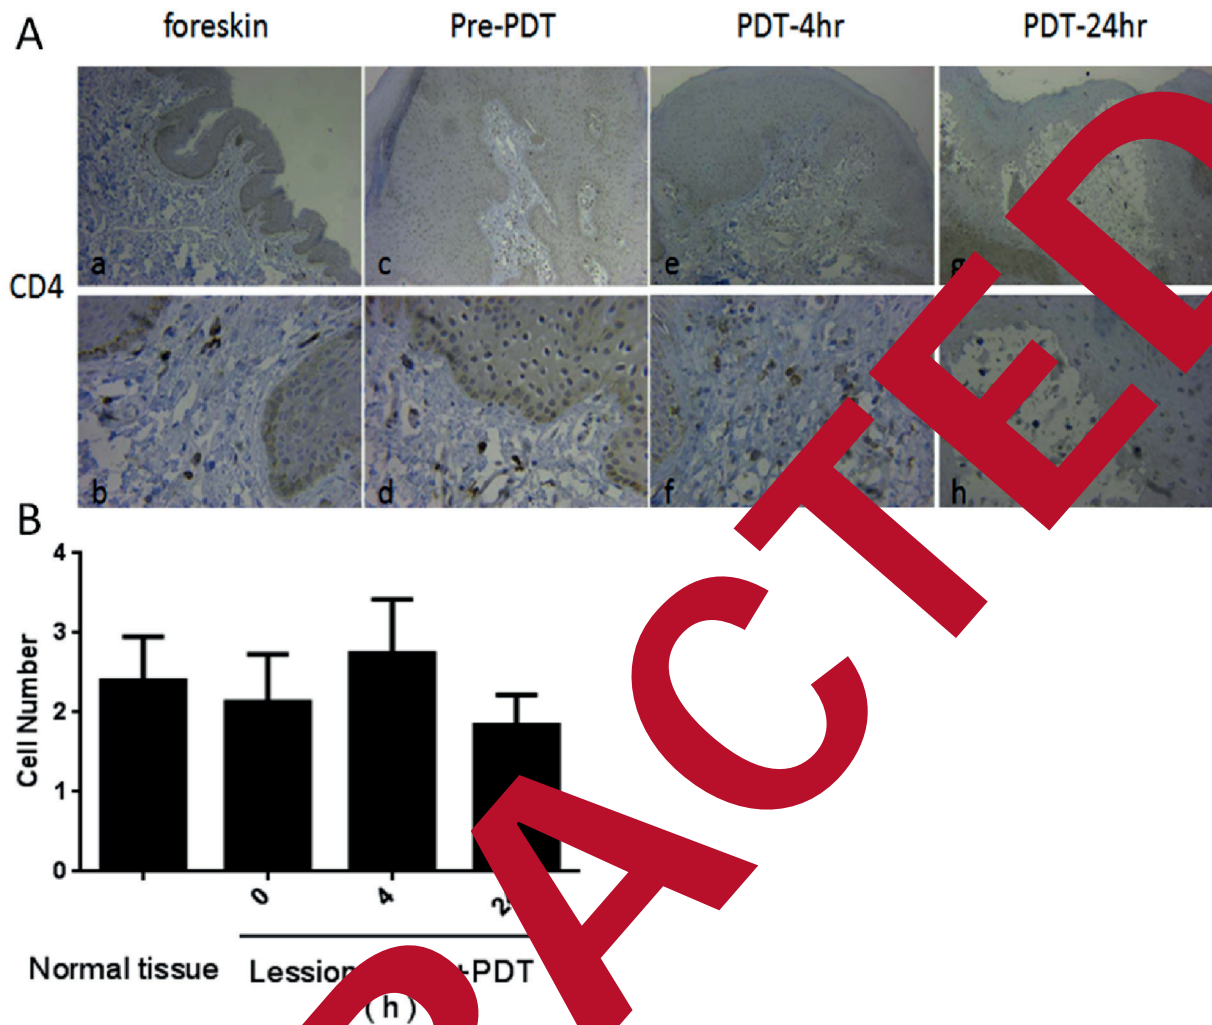 A
foreskin Pre-PDT PDT-4hr PDT-24hr
CD4
a c e g
b d f h
B
4
3
2
1
0
Cell Number
0 4
Normal tissue
Lession +PDT
( h )
ACTED